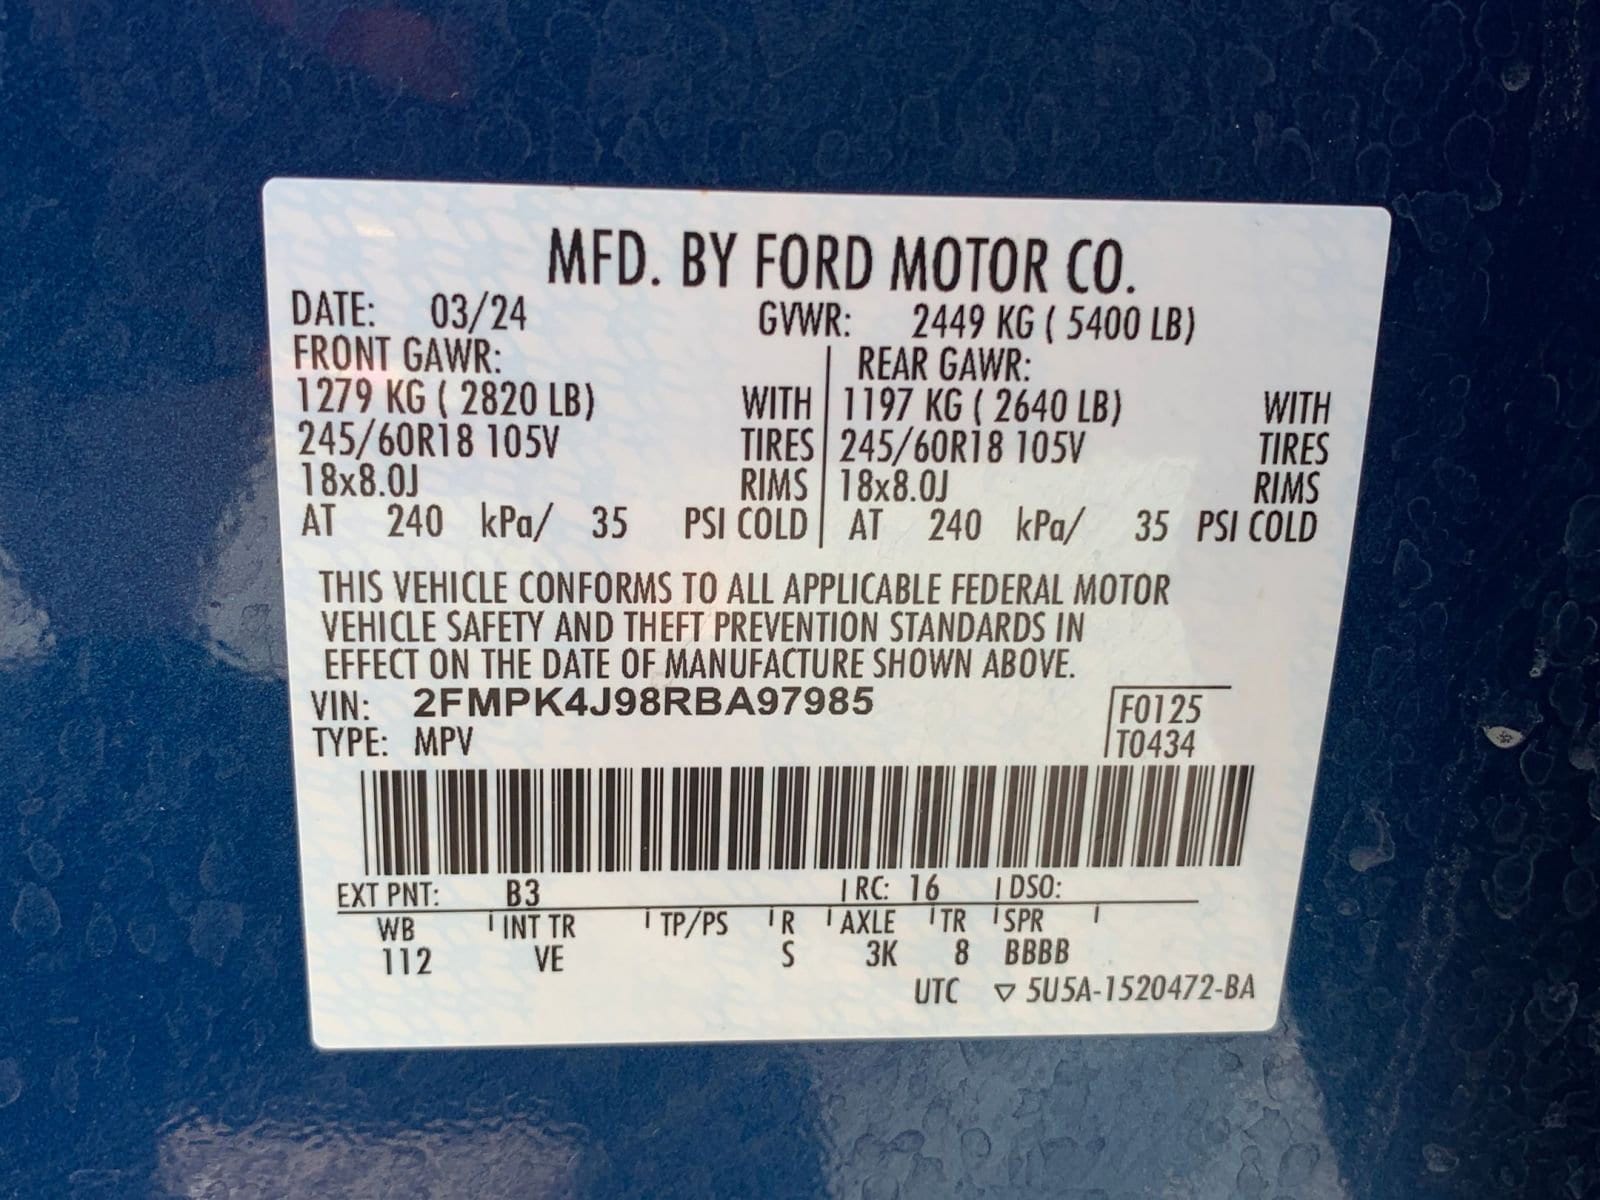 MFD. BY FORD MOTOR CO.
DATE: 03/24 GVWR: 2449 KG ( 5400 LB)
FRONT GAWR: REAR GAWR:
1279 KG ( 2820 LB) WITH 1197 KG ( 2640 LB) WITH
245/60R18 105V TIRES 245/60R18 105V TIRES
18x8.0J RIMS 18x8.0J RIMS
AT 240 kPa/ 35 PSI COLD AT 240 kPa/ 35 PSI COLD
THIS VEHICLE CONFORMS TO ALL APPLICABLE FEDERAL MOTOR
VEHICLE SAFETY AND THEFT PREVENTION STANDARDS IN
EFFECT ON THE DATE OF MANUFACTURE SHOWN ABOVE.
VIN: 2FMPK4J98RBA97985 F0125
TYPE: MPV T0434
EXT PNT: B3 RC: 16 DSO:
WB INT TR TP/PS R AXLE TR SPR
112 VE S 3K 8 BBBB
UTC ▽ 5U5A-1520472-BA